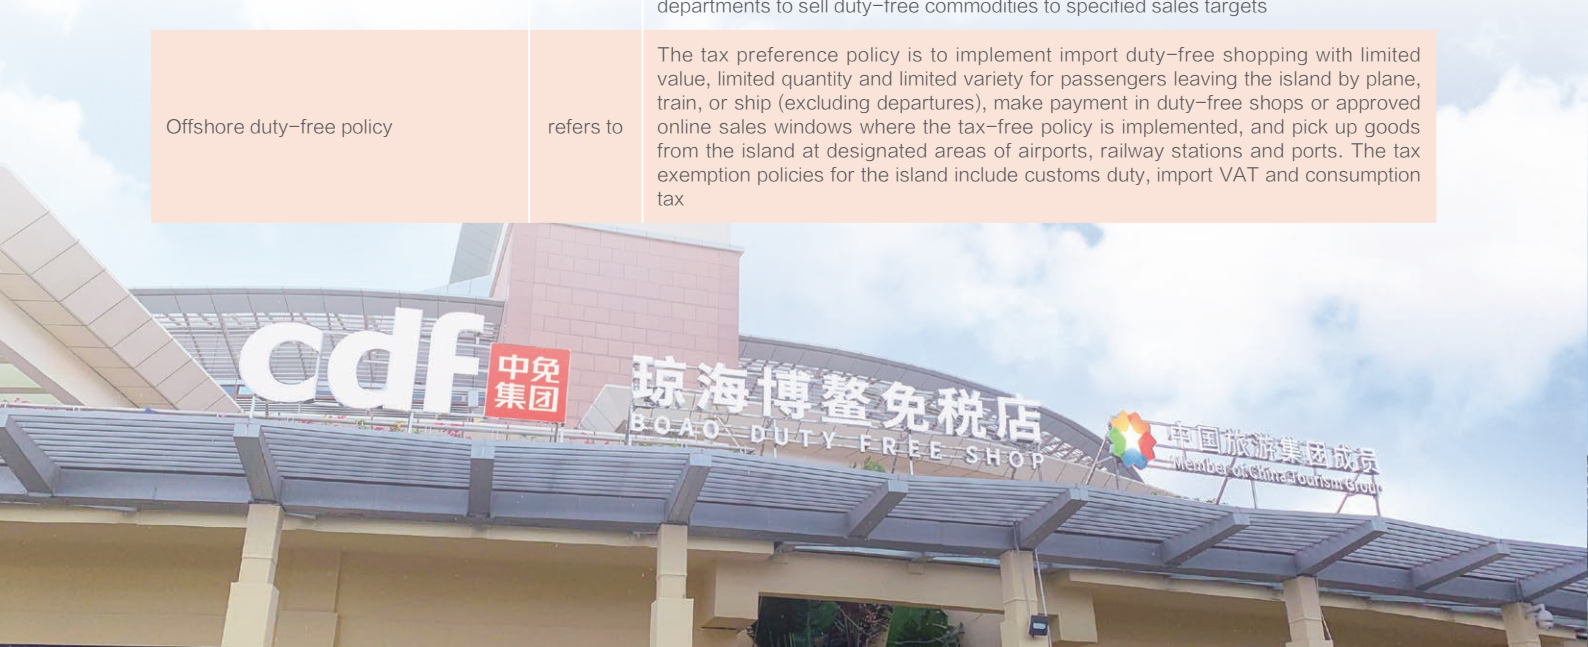 departments to sell duty-free commodities to specified sales targets
Offshore duty-free policy
refers to
The tax preference policy is to implement import duty-free shopping with limited
value, limited quantity and limited variety for passengers leaving the island by plane,
train, or ship (excluding departures), make payment in duty-free shops or approved
online sales windows where the tax-free policy is implemented, and pick up goods
from the island at designated areas of airports, railway stations and ports. The tax
exemption policies for the island include customs duty, import VAT and consumption
tax
cdf
中免
集团
琼海博鳌免税店
BOAO DUTY FREE SHOP
中国旅游集团成员
Member of China Tourism Group